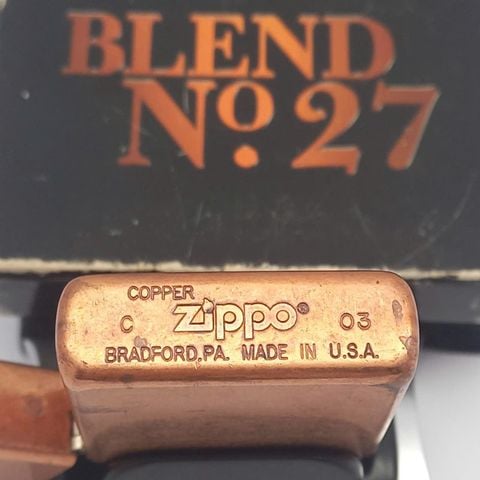 BLEND
No. 27
COPPER
C Zippo® 03
BRADFORD, PA. MADE IN U.S.A.